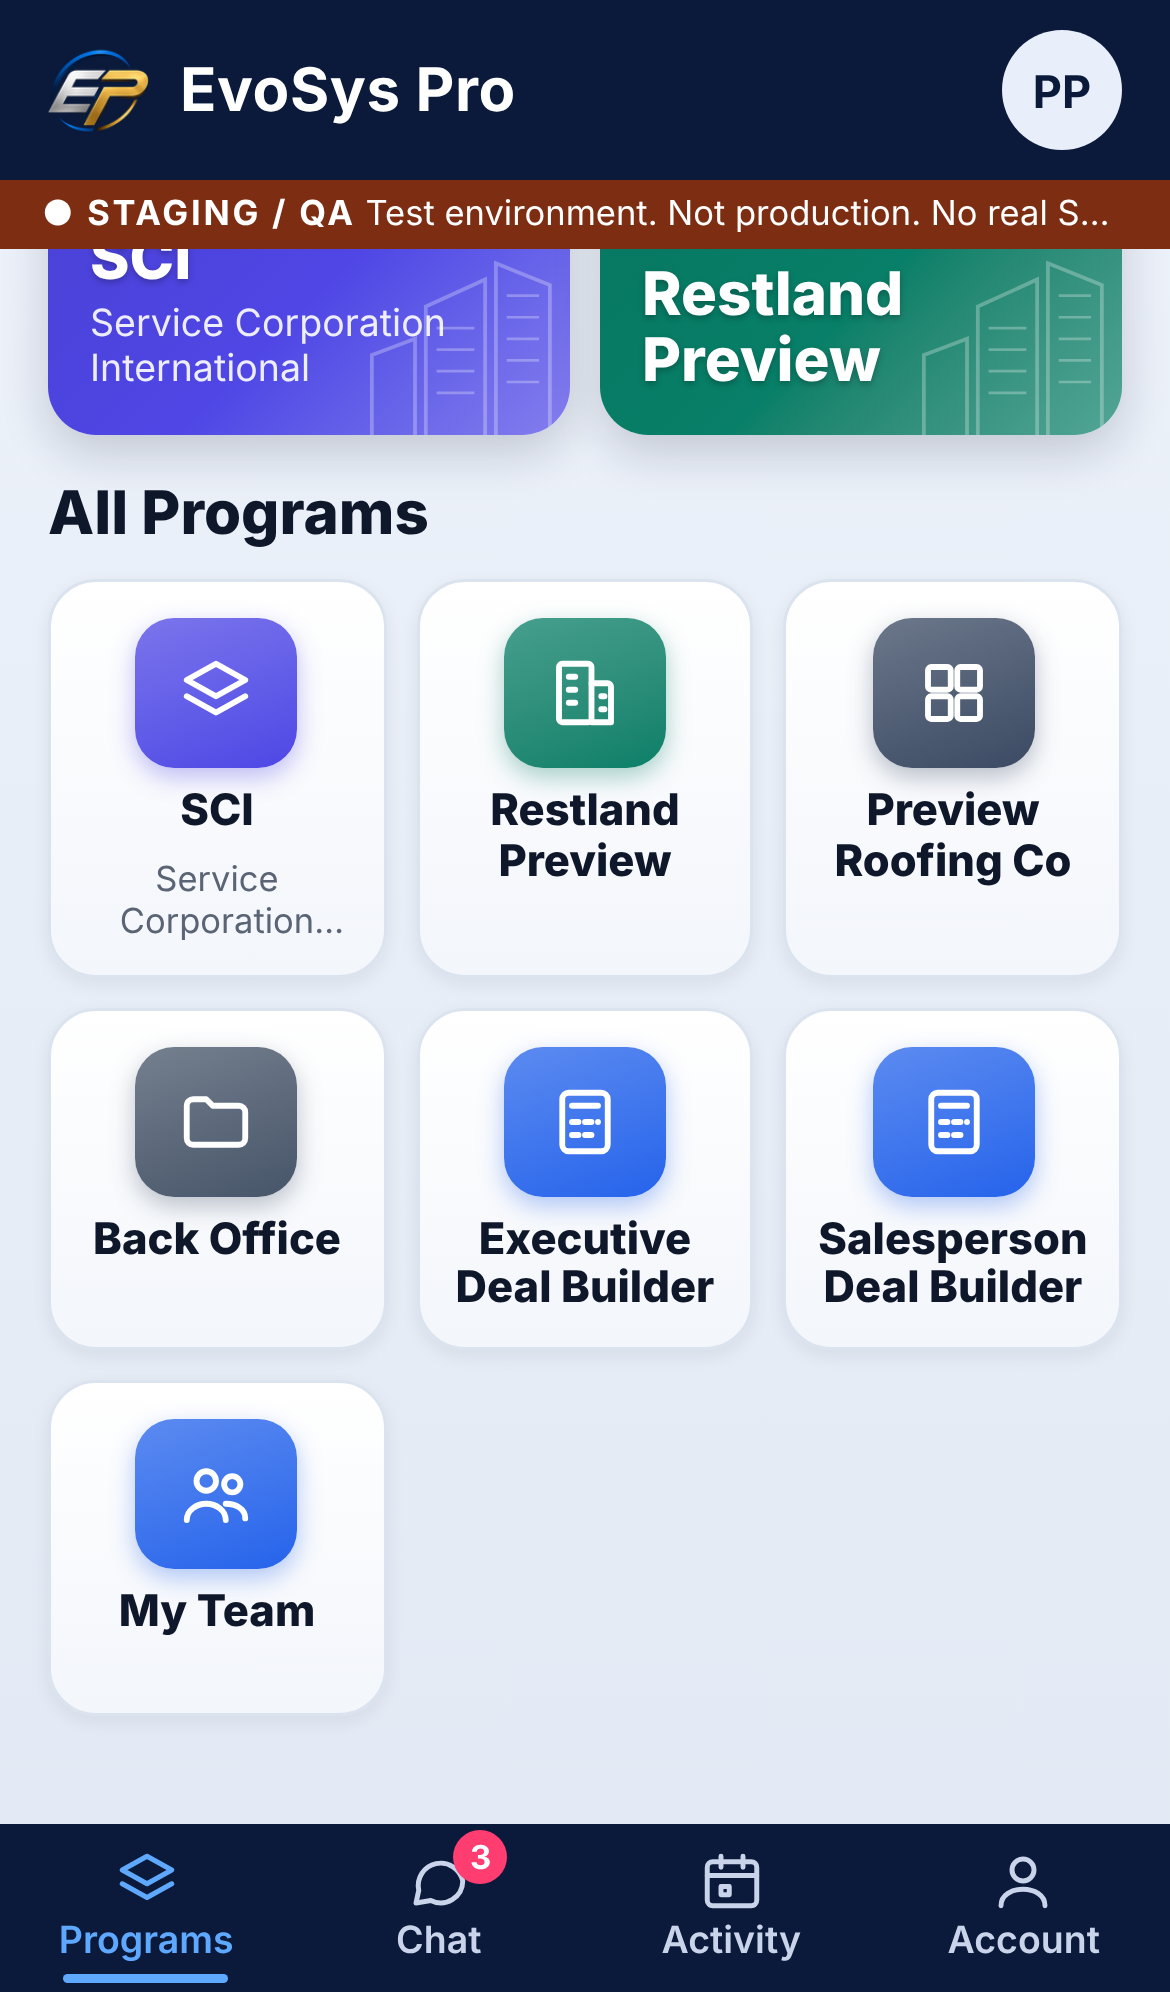 EP
EvoSys Pro
PP
STAGING / QA Test environment. Not production. No real S...
SCI
Service Corporation
International
Restland
Preview
All Programs
SCI
Service
Corporation...
Restland
Preview
Preview
Roofing Co
Back Office
Executive
Deal Builder
Salesperson
Deal Builder
My Team
3
Programs
Chat
Activity
Account